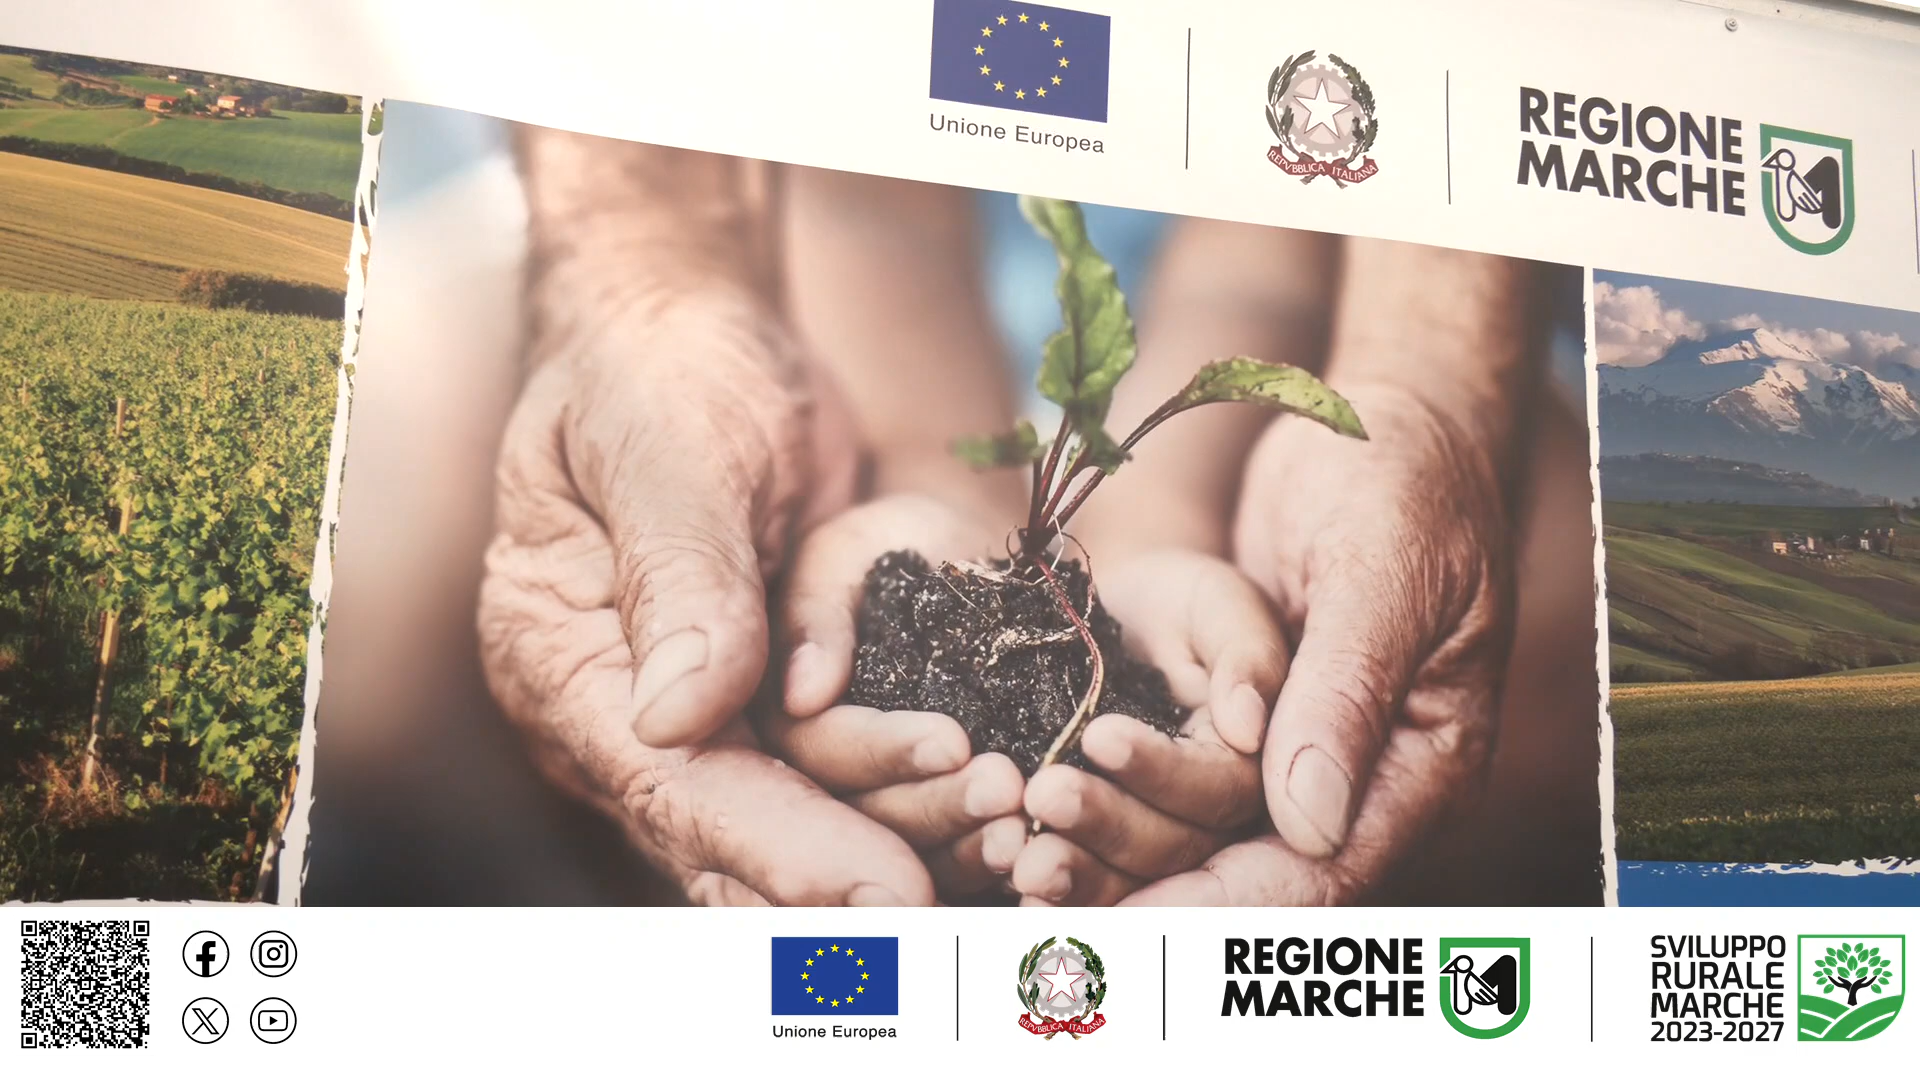 Unione Europea
REPVBBLICA ITALIANA
REGIONE
MARCHE
Unione Europea
REPVBBLICA ITALIANA
REGIONE
MARCHE
SVILUPPO
RURALE
MARCHE
2023-2027